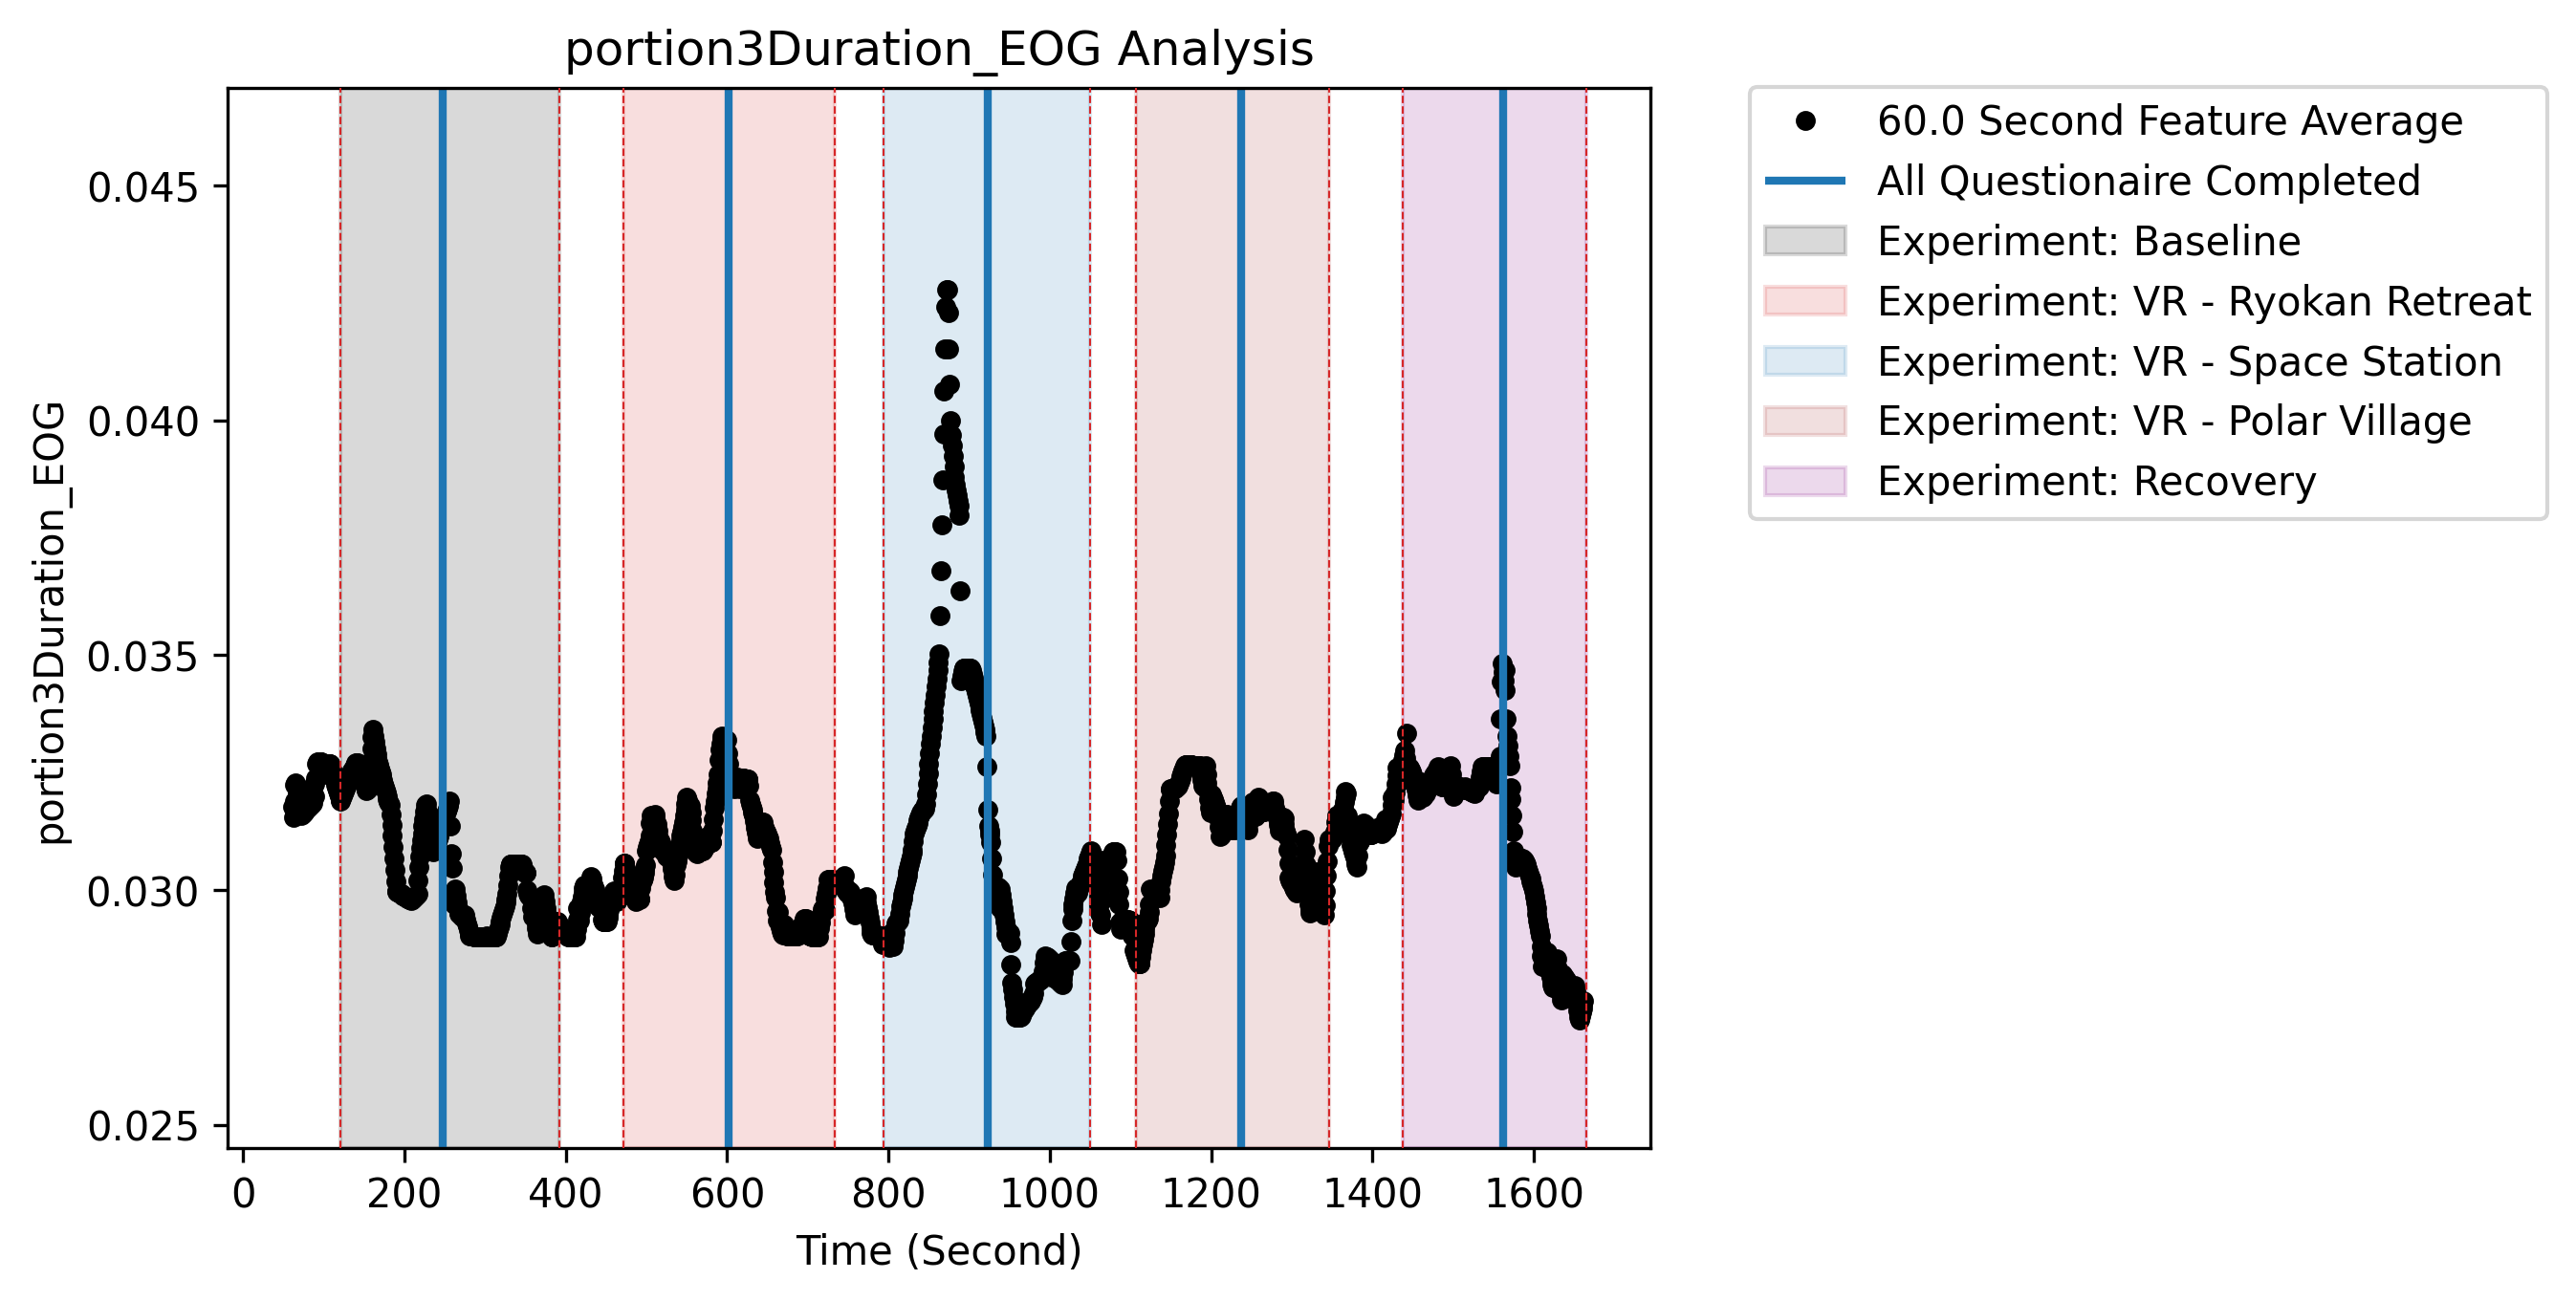 portion3Duration_EOG Analysis
portion3Duration_EOG
0.045
0.040
0.035
0.030
0.025
0 200 400 600 800 1000 1200 1400 1600
Time (Second)
60.0 Second Feature Average
All Questionaire Completed
Experiment: Baseline
Experiment: VR - Ryokan Retreat
Experiment: VR - Space Station
Experiment: VR - Polar Village
Experiment: Recovery